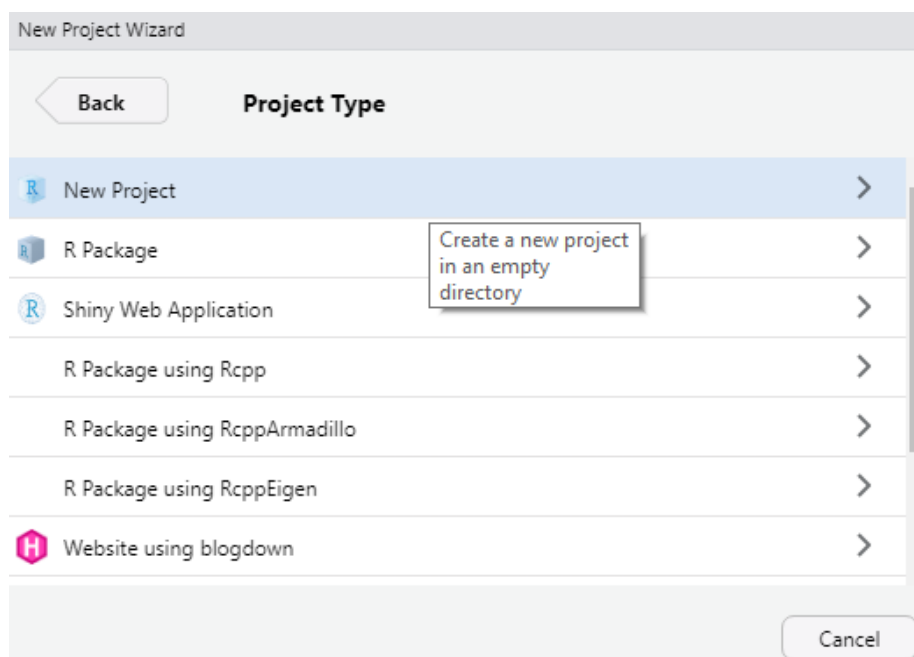 New Project Wizard
Back
Project Type
R New Project
R R Package
Create a new project
in an empty
directory
R Shiny Web Application
R Package using Rcpp
R Package using RcppArmadillo
R Package using RcppEigen
H Website using blogdown
Cancel